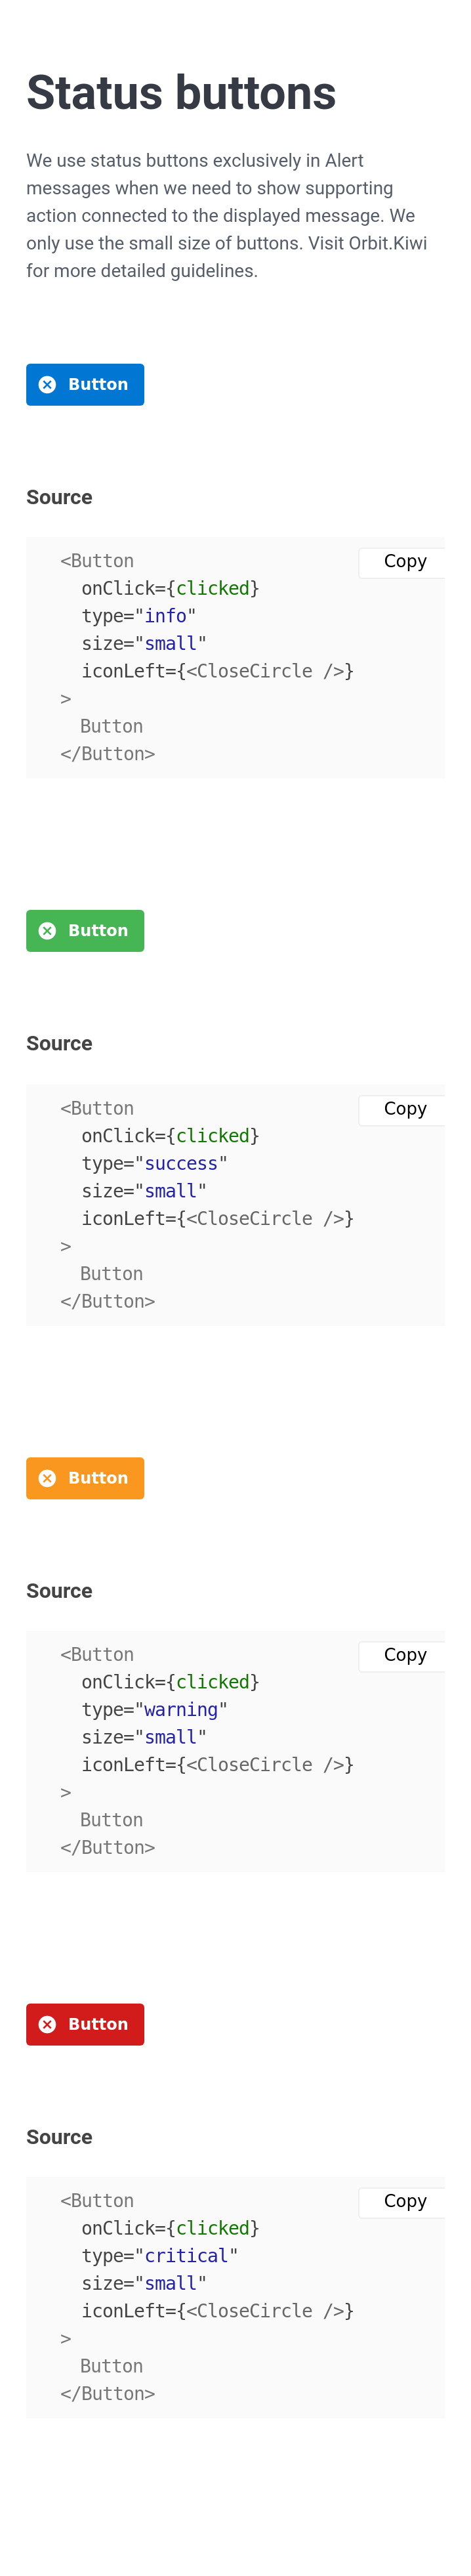 Status buttons
We use status buttons exclusively in Alert
messages when we need to show supporting
action connected to the displayed message. We
only use the small size of buttons. Visit Orbit.Kiwi
for more detailed guidelines.
Button
Source
Copy
<Button
onClick={clicked}
type="info"
size="small"
iconLeft={<CloseCircle />}
>
Button
</Button>
Button
Source
Copy
<Button
onClick={clicked}
type="success"
size="small"
iconLeft={<CloseCircle />}
>
Button
</Button>
Button
Source
Copy
<Button
onClick={clicked}
type="warning"
size="small"
iconLeft={<CloseCircle />}
>
Button
</Button>
Button
Source
Copy
<Button
onClick={clicked}
type="critical"
size="small"
iconLeft={<CloseCircle />}
>
Button
</Button>